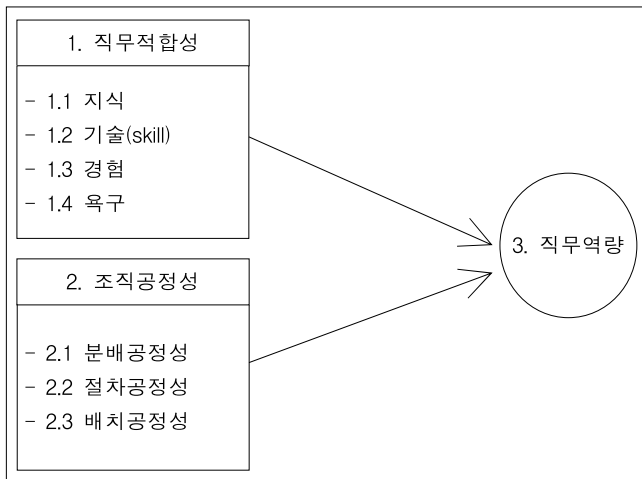 1. 직무적합성
- 1.1 지식
- 1.2 기술(skill)
- 1.3 경험
- 1.4 욕구
2. 조직공정성
- 2.1 분배공정성
- 2.2 절차공정성
- 2.3 배치공정성
3. 직무역량